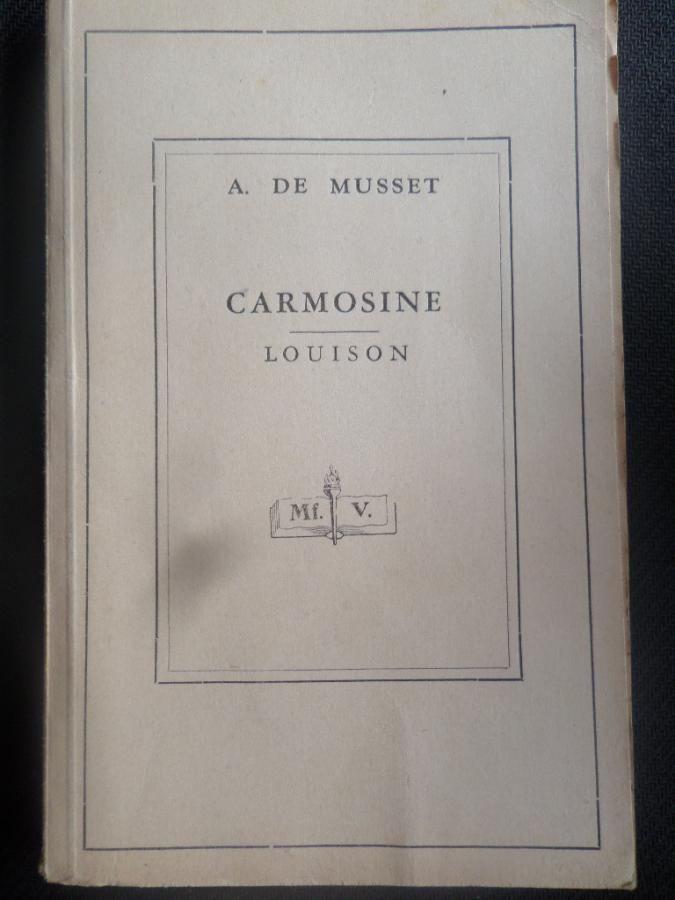 A. DE MUSSET
CARMOSINE
LOUISON
Mf. V.